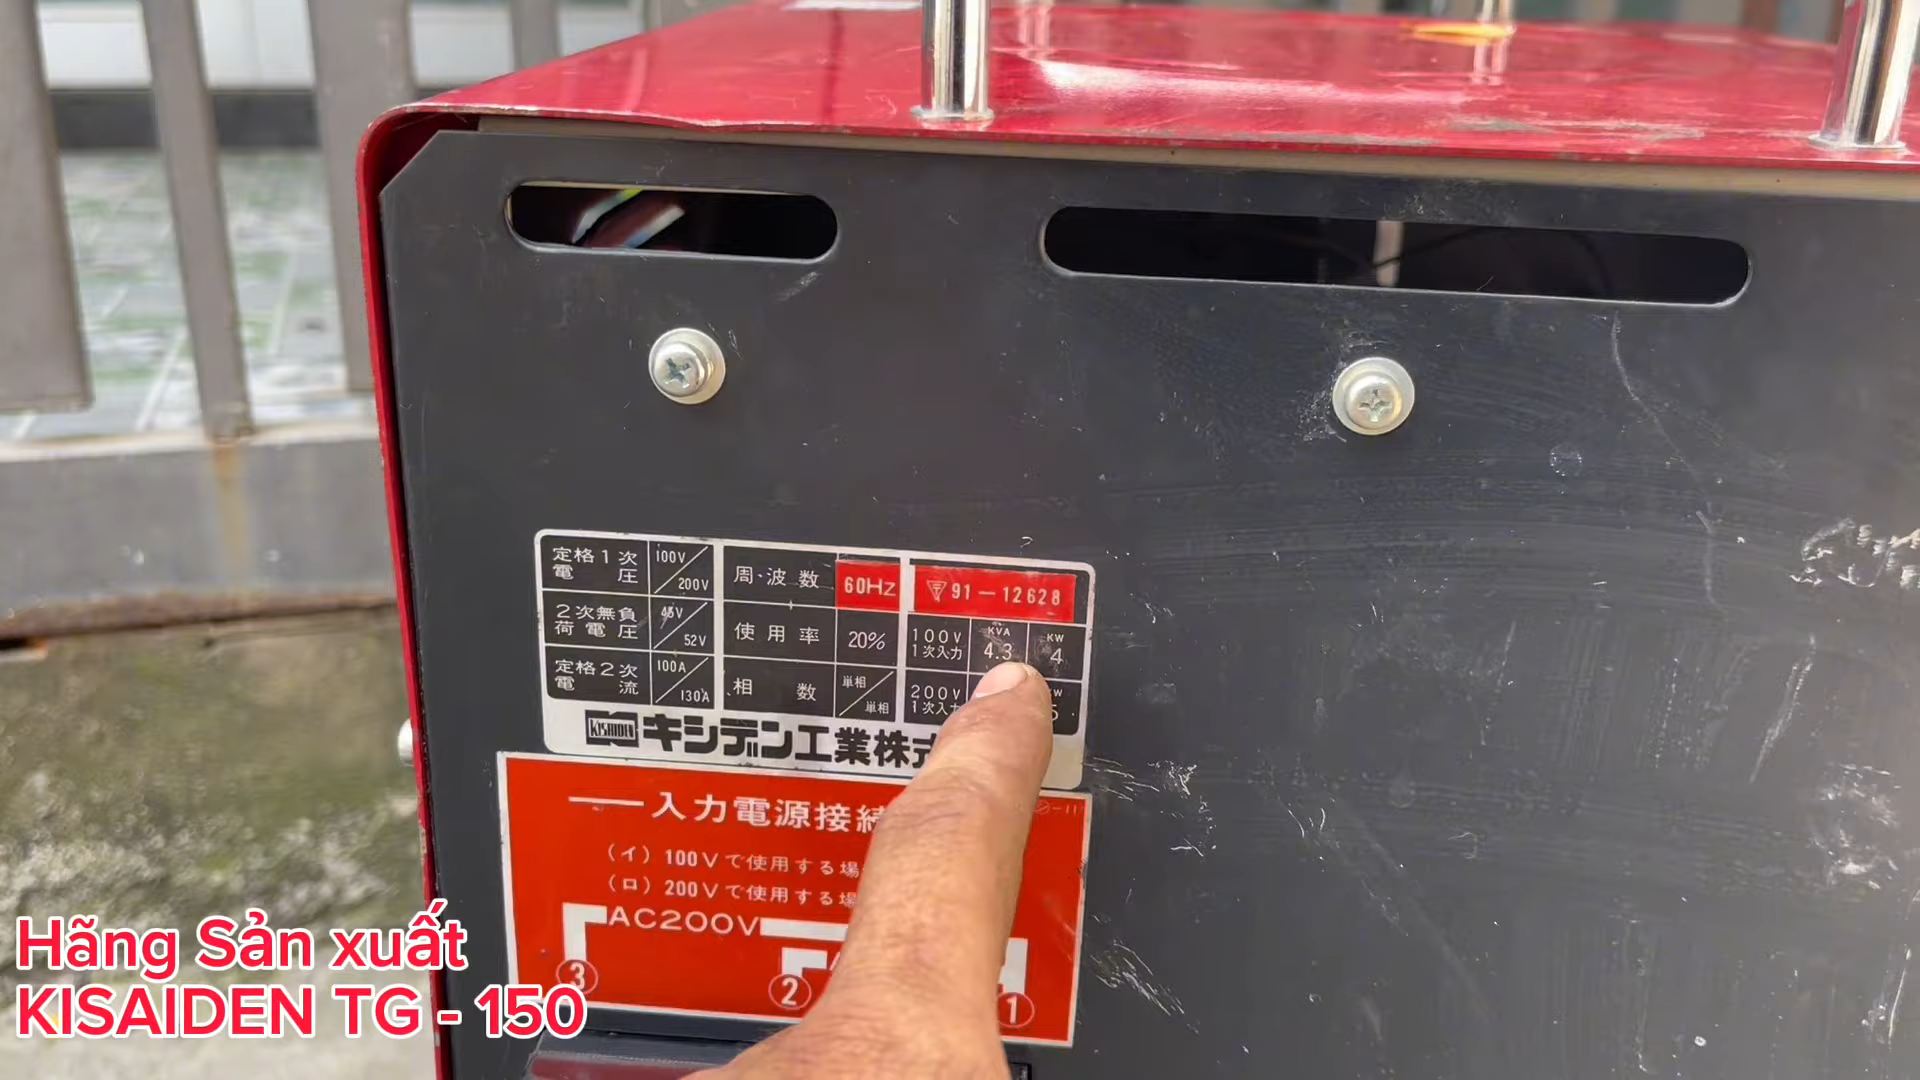 定格1次電圧 100V/200V
2次無負荷電圧 45V/52V
定格2次電流 100A/130A
周波数 60Hz
使用率 20%
相数 単相/単相
〒91-12628
100V 1次入力 KVA 4.3 KW 4
200V 1次入
KISAIDEN キシデン工業株式
入力電源接続
(イ)100Vで使用する場
(ロ)200Vで使用する場
AC200V
3 2 1
Hãng Sản xuất
KISAIDEN TG - 150